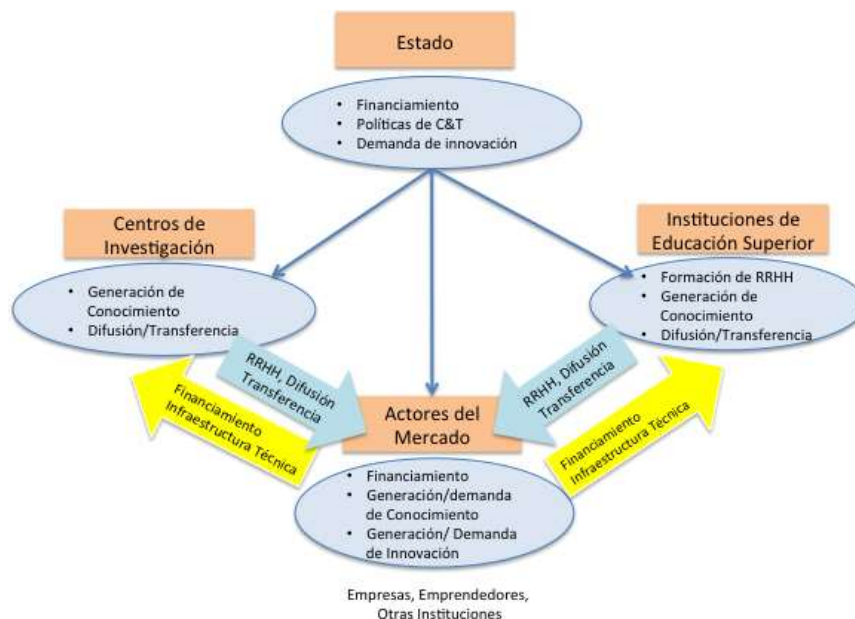 Estado
• Financiamiento
• Políticas de C&T
• Demanda de innovación
Centros de
Investigación
• Generación de
Conocimiento
• Difusión/Transferencia
Instituciones de
Educación Superior
• Formación de RRHH
• Generación de
Conocimiento
• Difusión/Transferencia
RRHH, Difusión
Transferencia
Financiamiento
Infraestructura Técnica
RRHH, Difusión
Transferencia
Financiamiento
Infraestructura Técnica
Actores del
Mercado
• Financiamiento
• Generación/demanda
de Conocimiento
• Generación/ Demanda
de Innovación
Empresas, Emprendedores,
Otras Instituciones